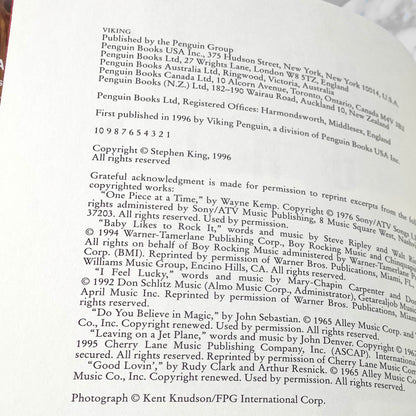 VIKING
Published by the Penguin Group
Penguin Books USA Inc., 375 Hudson Street, New York, New York 10014, U.S.A.
Penguin Books Ltd, 27 Wrights Lane, London W8 5TZ, England
Penguin Books Australia Ltd, Ringwood, Victoria, Australia
Penguin Books Canada Ltd, 10 Alcorn Avenue, Toronto, Ontario, Canada M4V 3B2
Penguin Books (N.Z.) Ltd, 182–190 Wairau Road, Auckland 10, New Zealand
Penguin Books Ltd, Registered Offices: Harmondsworth, Middlesex, England
First published in 1996 by Viking Penguin, a division of Penguin Books USA Inc.
10 9 8 7 6 5 4 3 2 1
Copyright © Stephen King, 1996
All rights reserved
Grateful acknowledgment is made for permission to reprint excerpts from the
copyrighted works:
"One Piece at a Time," by Wayne Kemp. Copyright © 1976 Sony/ATV Songs
rights administered by Sony/ATV Music Publishing, 8 Music Square West,
37203. All rights reserved. Used by permission.
"Baby Likes to Rock It," words and music by Steve Ripley and Walt
© 1994 Warner-Tamerlane Publishing Corp., Boy Rocking Music and
All rights on behalf of Boy Rocking Music administered by Warner-Tamerlane
Corp. (BMI). Reprinted by permission of Warner Bros. Publications, Miami, FL,
Williams Music Group, Encino Hills, CA. All rights reserved.
"I Feel Lucky," words and music by Mary-Chapin Carpenter and
© 1992 Don Schlitz Music (Almo Music Corp., Administrator), Getarealjob
April Music Inc. Reprinted by permission of Warner Bros. Publications, Miami,
rights reserved.
"Do You Believe in Magic," by John Sebastian. © 1965 Alley Music Corp. and
Co., Inc. Copyright renewed. Used by permission. All rights reserved.
"Leaving on a Jet Plane," words and music by John Denver. Copyright ©
1995 Cherry Lane Music Publishing Company, Inc. (ASCAP). International
secured. All rights reserved. Reprinted by permission of Cherry Lane Music
"Good Lovin'," by Rudy Clark and Arthur Resnick. © 1965 Alley Music
Music Co., Inc. Copyright renewed. Used by permission. All rights reserved.
Photograph © Kent Knudson/FPG International Corp.